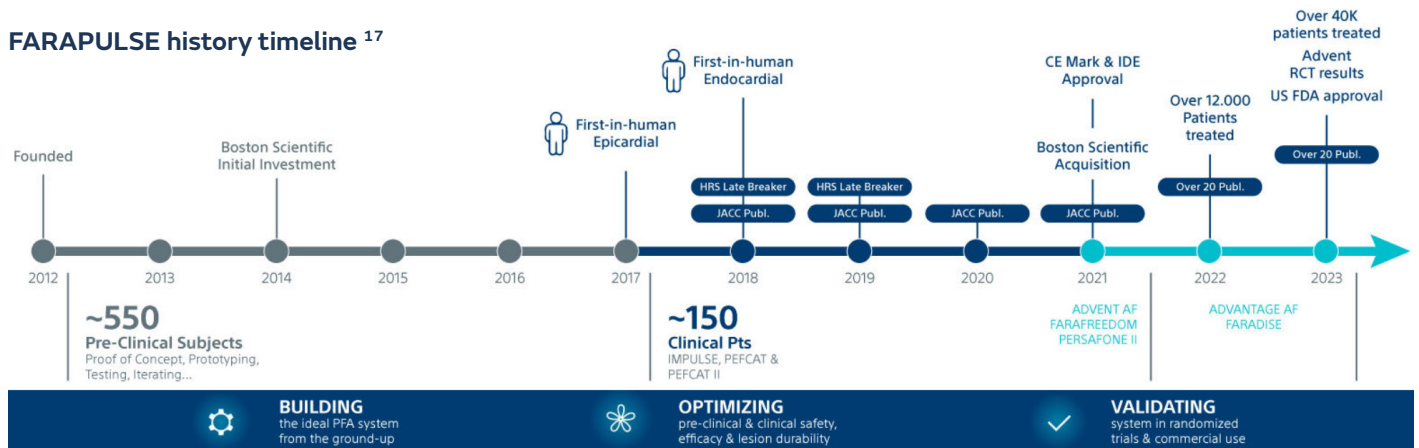 FARAPULSE history timeline 17
Founded
Boston Scientific
Initial Investment
First-in-human
Epicardial
First-in-human
Endocardial
CE Mark & IDE
Approval
Boston Scientific
Acquisition
Over 12.000
Patients
treated
Over 40K
patients treated
Advent
RCT results
US FDA approval
HRS Late Breaker
JACC Publ.
HRS Late Breaker
JACC Publ.
JACC Publ.
JACC Publ.
Over 20 Publ.
Over 20 Publ.
2012
2013
2014
2015
2016
2017
2018
2019
2020
2021
2022
2023
~550
Pre-Clinical Subjects
Proof of Concept, Prototyping,
Testing, Iterating...
~150
Clinical Pts
IMPULSE, PEFCAT &
PEFCAT II
ADVENT AF
FARAFREEDOM
PERSAFONE II
ADVANTAGE AF
FARADISE
BUILDING
the ideal PFA system
from the ground-up
OPTIMIZING
pre-clinical & clinical safety,
efficacy & lesion durability
VALIDATING
system in randomized
trials & commercial use